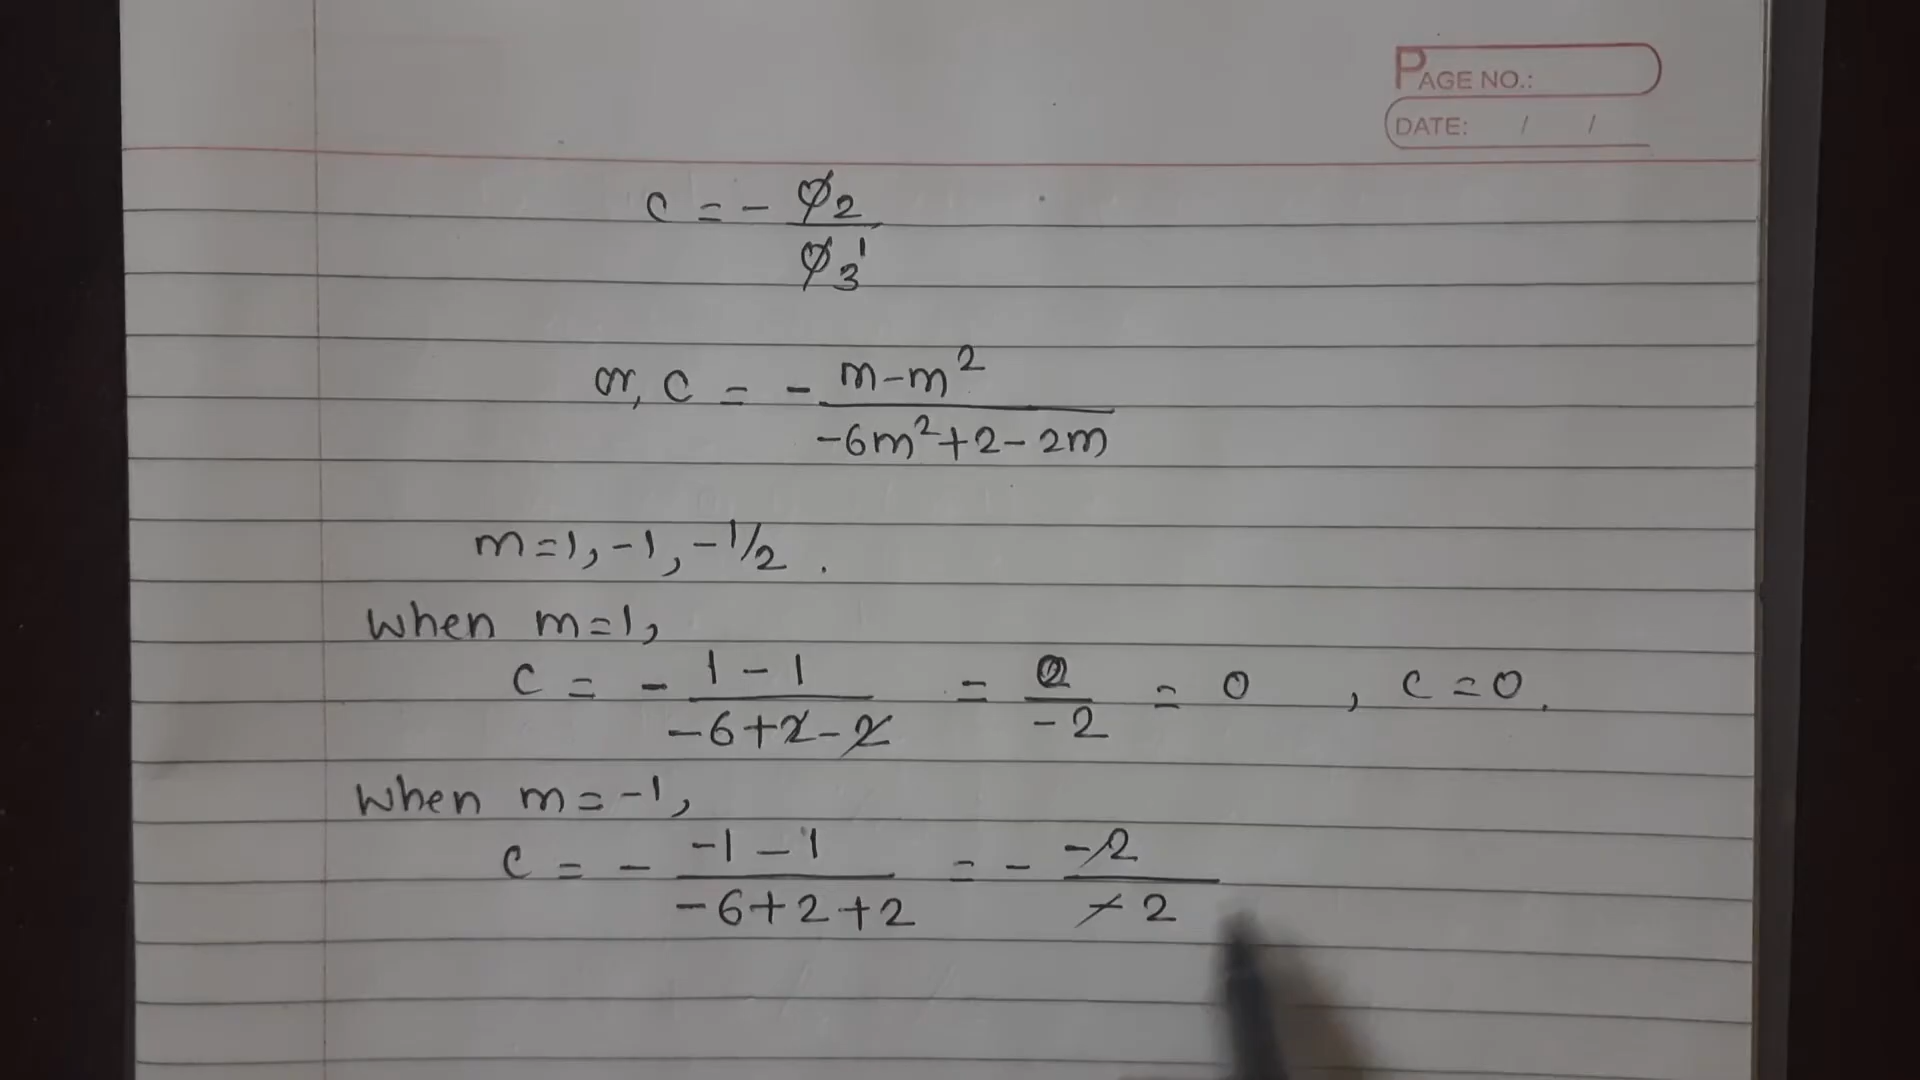 PAGE NO.:
DATE: / /
c = - φ2 / φ3'
or, c = - m-m² / -6m²+2-2m
m=1, -1, -1/2 .
When m=1,
c = - 1-1 / -6+2-2 = 0 / -2 = 0 , c=0.
When m=-1,
c = - -1-1 / -6+2+2 = - -2 / -2